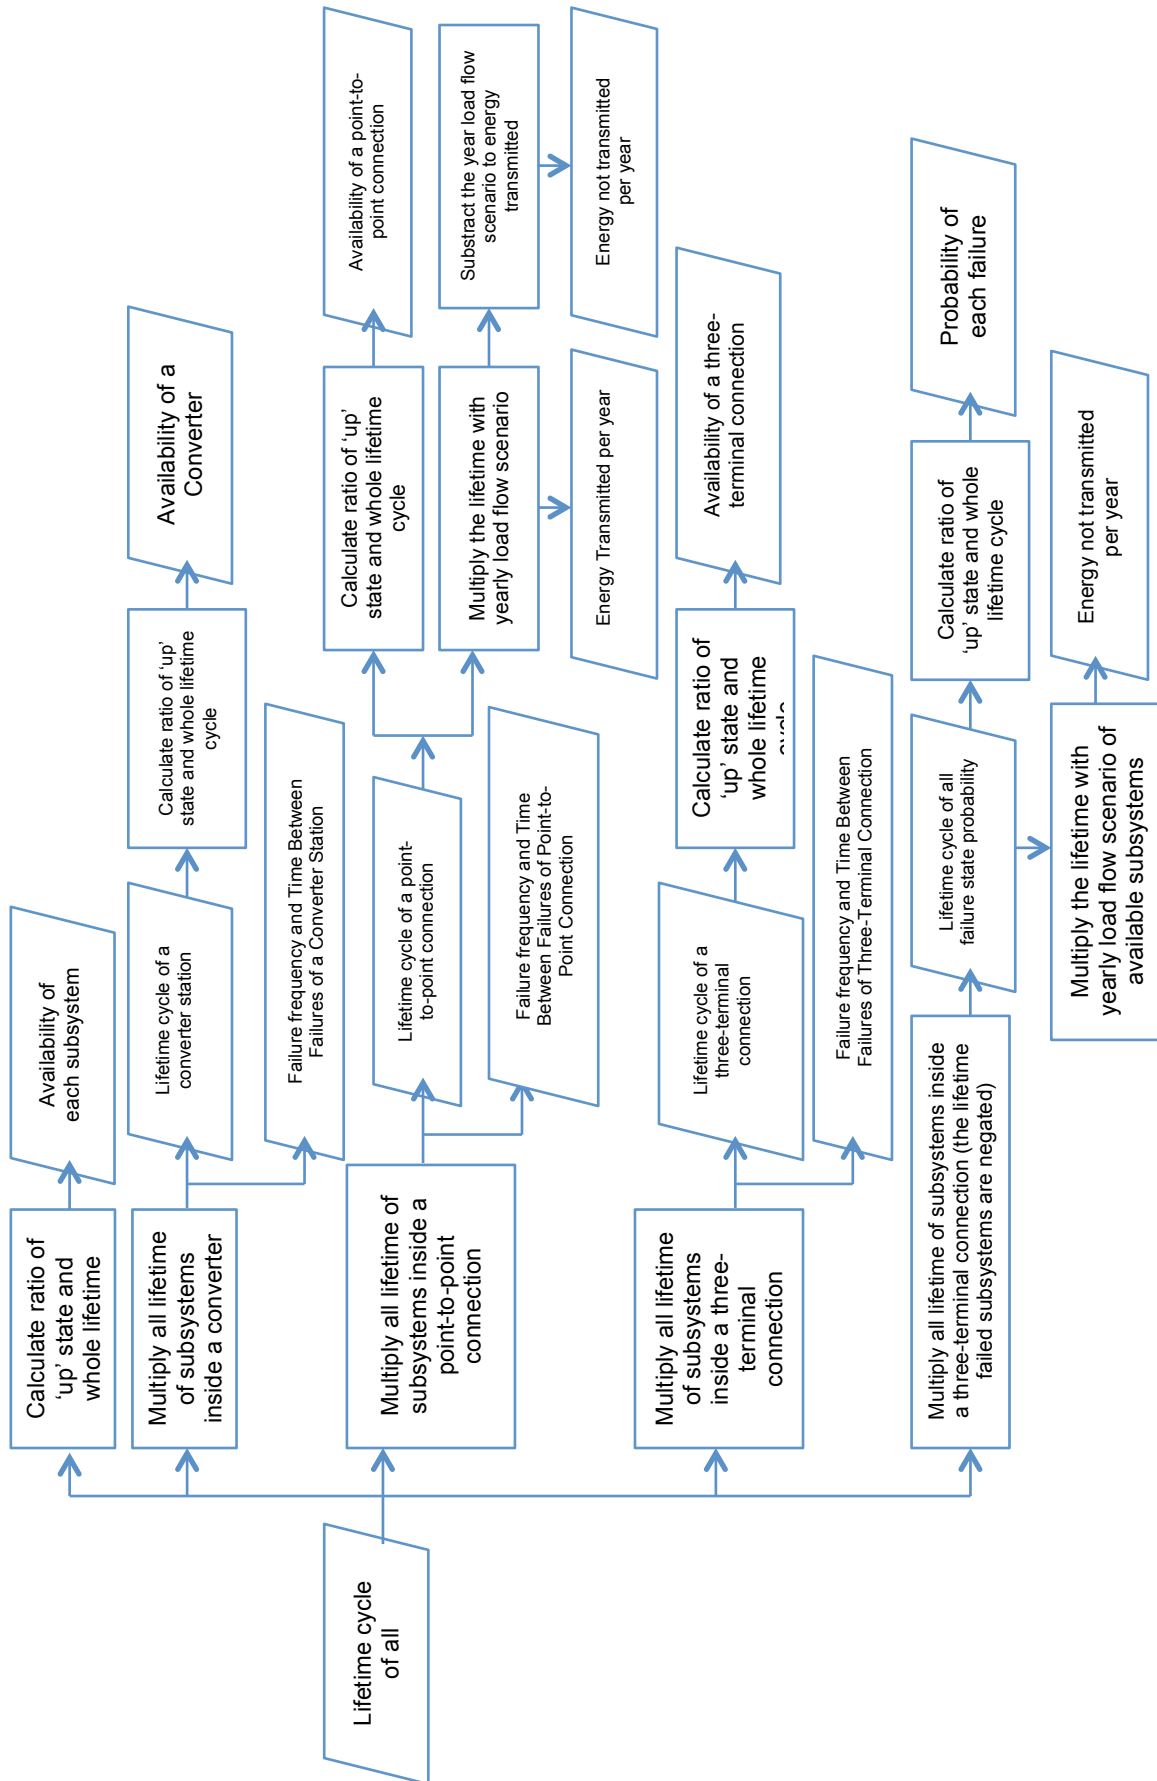 Lifetime cycle
of all
Calculate ratio of
‘up’ state and
whole lifetime
Availability of
each subsystem
Multiply all lifetime
of subsystems
inside a converter
Lifetime cycle of a
converter station
Calculate ratio of ‘up’
state and whole lifetime
cycle
Availability of a
Converter
Failure frequency and Time Between
Failures of a Converter Station
Multiply all lifetime of
subsystems inside a
point-to-point
connection
Lifetime cycle of a point-
to-point connection
Failure frequency and Time
Between Failures of Point-to-
Point Connection
Calculate ratio of ‘up’
state and whole lifetime
cycle
Availability of a point-to-
point connection
Multiply the lifetime with
yearly load flow scenario
Substract the year load flow
scenario to energy
transmitted
Energy Transmitted per year
Energy not transmitted
per year
Multiply all lifetime
of subsystems
inside a three-
terminal
connection
Lifetime cycle of a
three-terminal
connection
Calculate ratio of
‘up’ state and
whole lifetime
cycle
Availability of a three-
terminal connection
Failure frequency and Time Between
Failures of Three-Terminal Connection
Multiply all lifetime of subsystems inside
a three-terminal connection (the lifetime
failed subsystems are negated)
Lifetime cycle of all
failure state probability
Calculate ratio of
‘up’ state and whole
lifetime cycle
Probability of
each failure
Multiply the lifetime with
yearly load flow scenario of
available subsystems
Energy not transmitted
per year